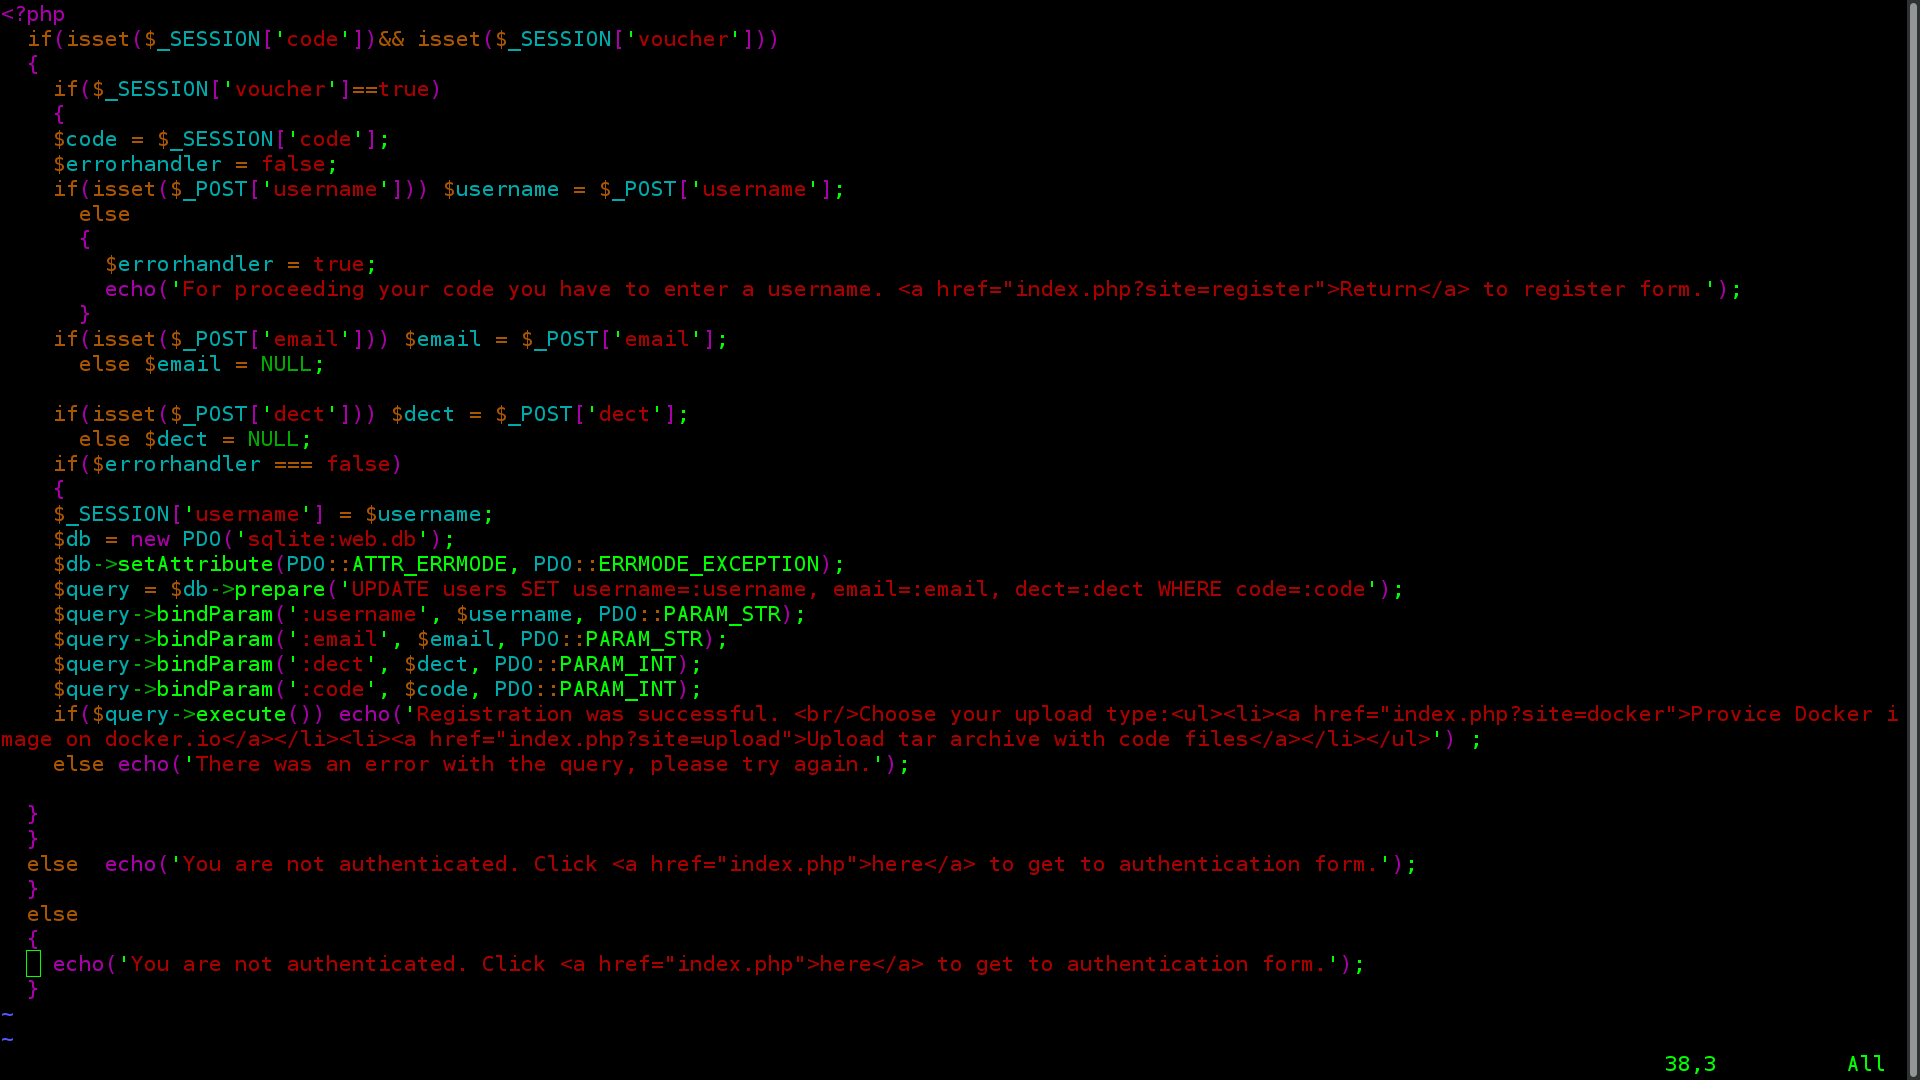 <?php
  if(isset($_SESSION['code'])&& isset($_SESSION['voucher']))
  {
    if($_SESSION['voucher']==true)
    {
    $code = $_SESSION['code'];
    $errorhandler = false;
    if(isset($_POST['username'])) $username = $_POST['username'];
      else
      {
        $errorhandler = true;
        echo('For proceeding your code you have to enter a username. <a href="index.php?site=register">Return</a> to register form.');
      }
    if(isset($_POST['email'])) $email = $_POST['email'];
      else $email = NULL;

    if(isset($_POST['dect'])) $dect = $_POST['dect'];
      else $dect = NULL;
    if($errorhandler === false)
    {
    $_SESSION['username'] = $username;
    $db = new PDO('sqlite:web.db');
    $db->setAttribute(PDO::ATTR_ERRMODE, PDO::ERRMODE_EXCEPTION);
    $query = $db->prepare('UPDATE users SET username=:username, email=:email, dect=:dect WHERE code=:code');
    $query->bindParam(':username', $username, PDO::PARAM_STR);
    $query->bindParam(':email', $email, PDO::PARAM_STR);
    $query->bindParam(':dect', $dect, PDO::PARAM_INT);
    $query->bindParam(':code', $code, PDO::PARAM_INT);
    if($query->execute()) echo('Registration was successful. <br/>Choose your upload type:<ul><li><a href="index.php?site=docker">Provice Docker i
mage on docker.io</a></li><li><a href="index.php?site=upload">Upload tar archive with code files</a></li></ul>') ;
    else echo('There was an error with the query, please try again.');

  }
  }
  else  echo('You are not authenticated. Click <a href="index.php">here</a> to get to authentication form.');
  }
  else
  {
    echo('You are not authenticated. Click <a href="index.php">here</a> to get to authentication form.');
  }
~
~
38,3 All